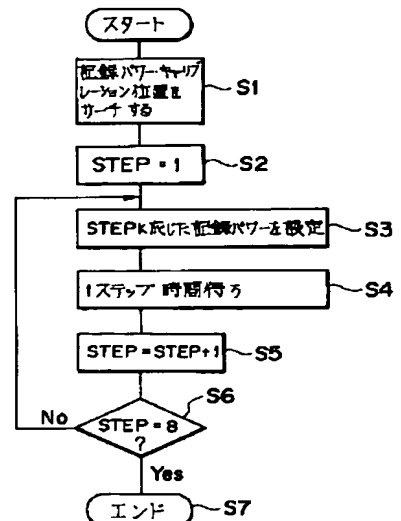 スタート
記録パワー・キャリブ
レーション位置を
サーチする
S1
STEP = 1
S2
STEPに応じた記録パワーを設定
S3
1ステップ時間待つ
S4
STEP=STEP+1
S5
S6
STEP = 8
?
No
Yes
エンド
S7